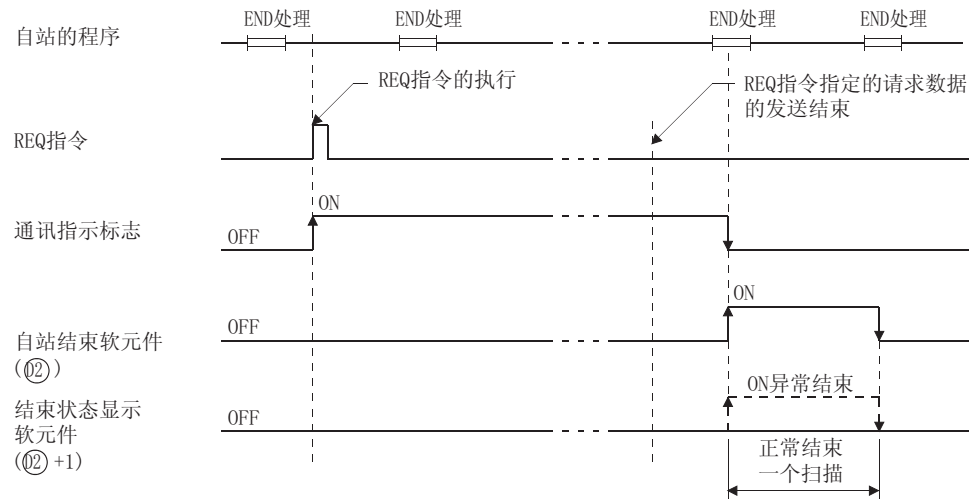 END处理
END处理
END处理
END处理
自站的程序
REQ指令的执行
REQ指令指定的请求数据
的发送结束
REQ指令
ON
通讯指示标志
OFF
ON
OFF
自站结束软元件
(D2)
ON异常结束
结束状态显示
OFF
软元件
(D2+1)
正常结束
一个扫描